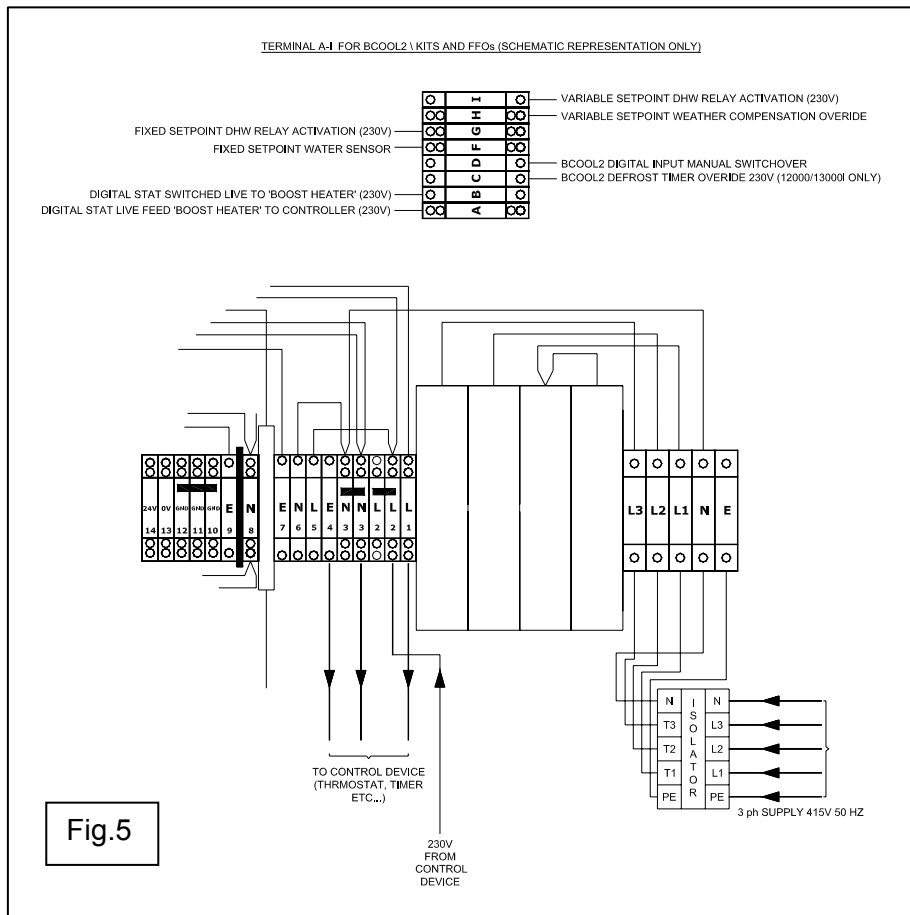 TERMINAL A-I FOR BCOOL2 \ KITS AND FFOs (SCHEMATIC REPRESENTATION ONLY)
I
VARIABLE SETPOINT DHW RELAY ACTIVATION (230V)
H
VARIABLE SETPOINT WEATHER COMPENSATION OVERIDE
FIXED SETPOINT DHW RELAY ACTIVATION (230V)
G
FIXED SETPOINT WATER SENSOR
F
D
BCOOL2 DIGITAL INPUT MANUAL SWITCHOVER
C
BCOOL2 DEFROST TIMER OVERIDE 230V (12000/13000I ONLY)
DIGITAL STAT SWITCHED LIVE TO 'BOOST HEATER' (230V)
B
DIGITAL STAT LIVE FEED 'BOOST HEATER' TO CONTROLLER (230V)
A
24V 0V GND GND GND E N E N L E N N L L L
14 13 12 11 10 9 8 7 6 5 4 3 3 2 2 1
L3 L2 L1 N E
N ISOLATOR N
T3 L3
T2 L2
T1 L1
PE PE
3 ph SUPPLY 415V 50 HZ
TO CONTROL DEVICE
(THRMOSTAT, TIMER
ETC...)
230V
FROM
CONTROL
DEVICE
Fig.5